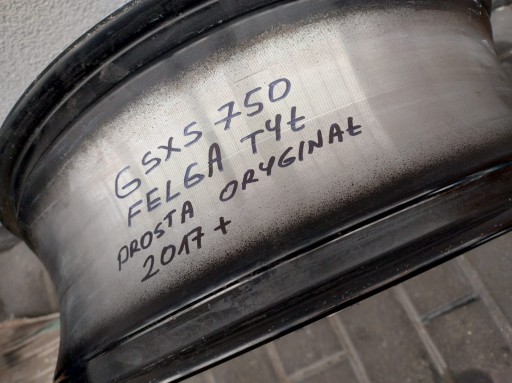 GSXS 750
FELGA TYŁ
PROSTA ORYGINAŁ
2017+